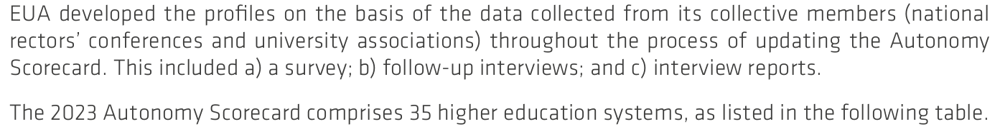 EUA developed the profiles on the basis of the data collected from its collective members (national
rectors’ conferences and university associations) throughout the process of updating the Autonomy
Scorecard. This included a) a survey; b) follow-up interviews; and c) interview reports.
The 2023 Autonomy Scorecard comprises 35 higher education systems, as listed in the following table.